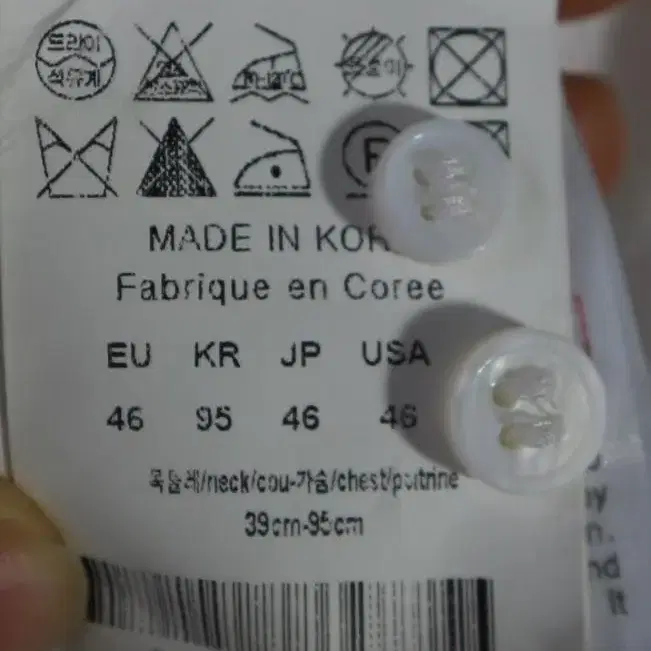 드라이
석유계
MADE IN KOR
Fabrique en Coree
EU KR JP USA
46 95 46 46
목둘레/neck/cou-가슴/chest/poitrine
39cm-95cm